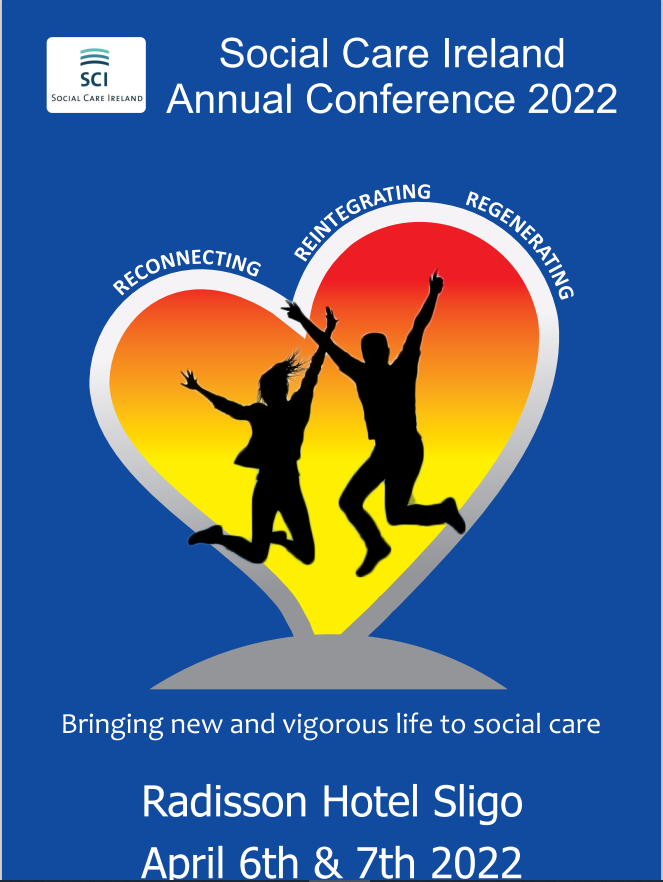 SCI
SOCIAL CARE IRELAND
Social Care Ireland
Annual Conference 2022
RECONNECTING
REINTEGRATING
REGENERATING
Bringing new and vigorous life to social care
Radisson Hotel Sligo
April 6th & 7th 2022